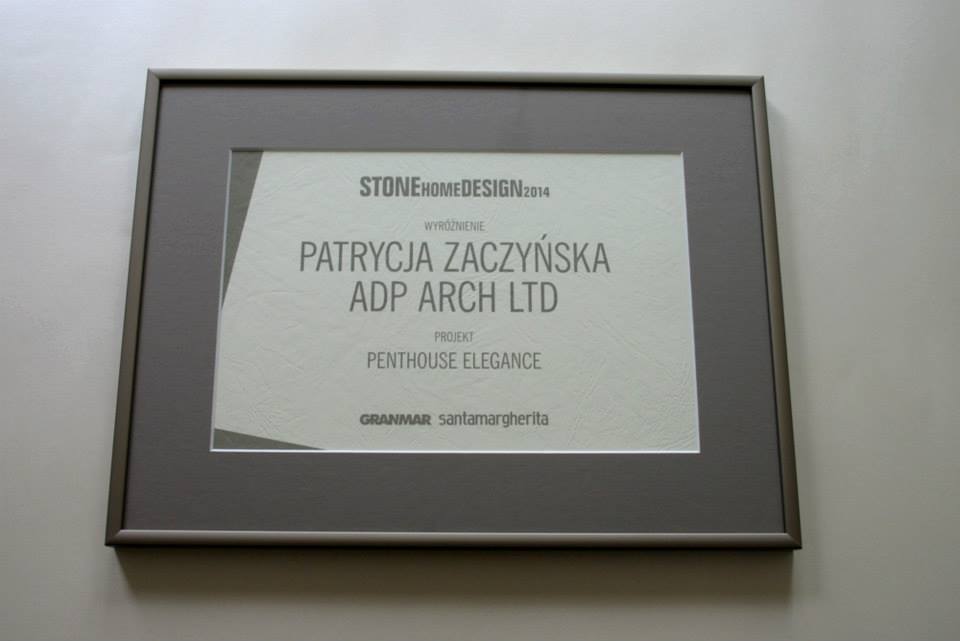 STONEHOMEDESIGN2014
WYRÓŻNIENIE
PATRYCJA ZACZYŃSKA
ADP ARCH LTD
PROJEKT
PENTHOUSE ELEGANCE
GRANMAR santamargherita